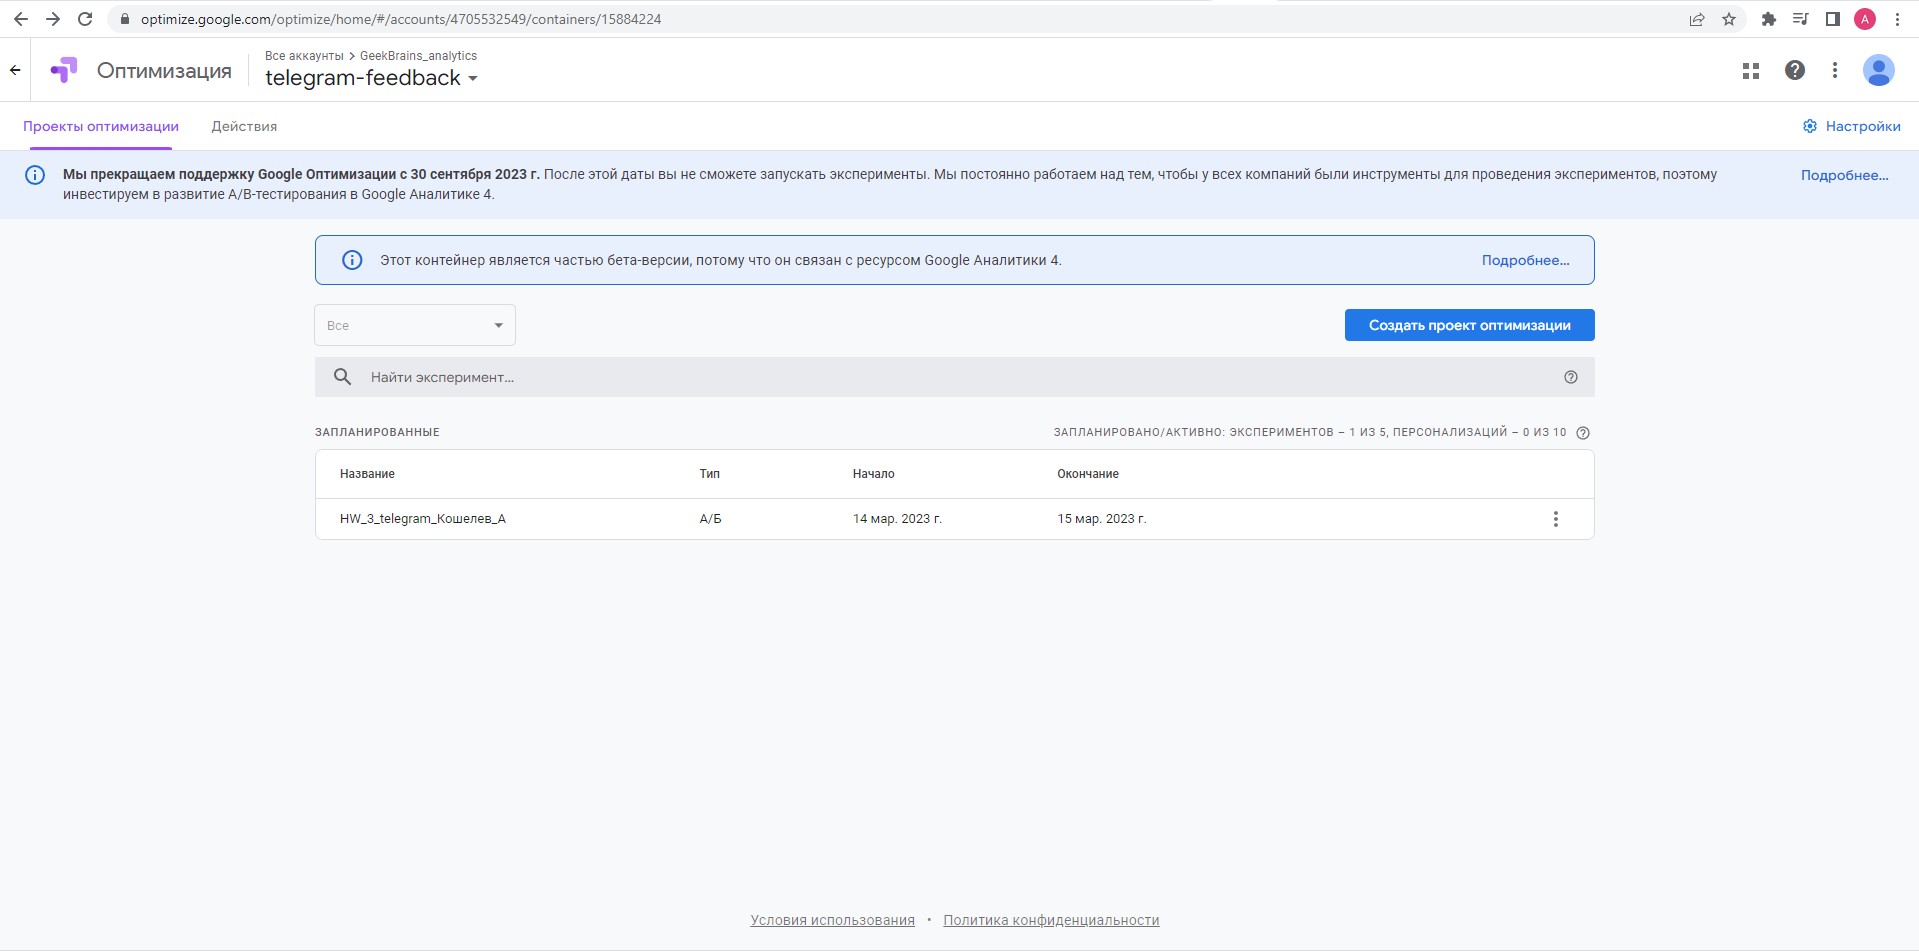 optimize.google.com/optimize/home/#/accounts/4705532549/containers/15884224
A
Оптимизация
Все аккаунты > GeekBrains_analytics
telegram-feedback
Проекты оптимизации
Действия
Настройки
Мы прекращаем поддержку Google Оптимизации с 30 сентября 2023 г. После этой даты вы не сможете запускать эксперименты. Мы постоянно работаем над тем, чтобы у всех компаний были инструменты для проведения экспериментов, поэтому
инвестируем в развитие A/B-тестирования в Google Аналитике 4.
Подробнее...
Этот контейнер является частью бета-версии, потому что он связан с ресурсом Google Аналитики 4.
Подробнее...
Все
Создать проект оптимизации
Найти эксперимент...
ЗАПЛАНИРОВАННЫЕ
ЗАПЛАНИРОВАНО/АКТИВНО: ЭКСПЕРИМЕНТОВ – 1 ИЗ 5, ПЕРСОНАЛИЗАЦИЙ – 0 ИЗ 10
Название Тип Начало Окончание
HW_3_telegram_Кошелев_А А/Б 14 мар. 2023 г. 15 мар. 2023 г.
Условия использования • Политика конфиденциальности